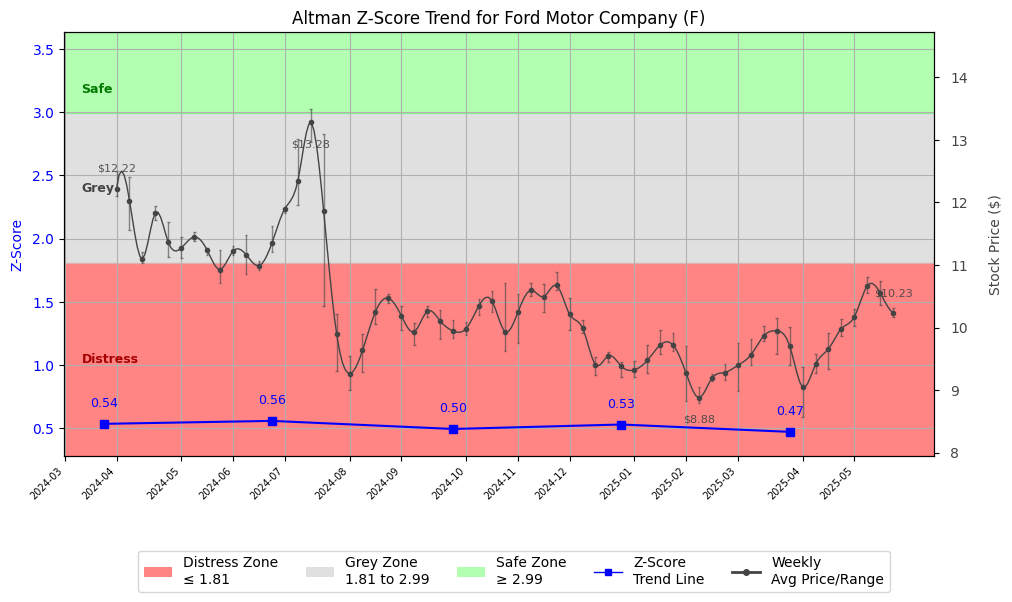 Altman Z-Score Trend for Ford Motor Company (F)
3.5
3.0
2.5
2.0
1.5
1.0
0.5
Z-Score
14
13
12
11
10
9
8
Stock Price ($)
Safe
Grey
Distress
$12.22
$13.28
$8.88
$10.23
0.54
0.56
0.50
0.53
0.47
2024-03
2024-04
2024-05
2024-06
2024-07
2024-08
2024-09
2024-10
2024-11
2024-12
2025-01
2025-02
2025-03
2025-04
2025-05
Distress Zone
≤ 1.81
Grey Zone
1.81 to 2.99
Safe Zone
≥ 2.99
Z-Score
Trend Line
Weekly
Avg Price/Range